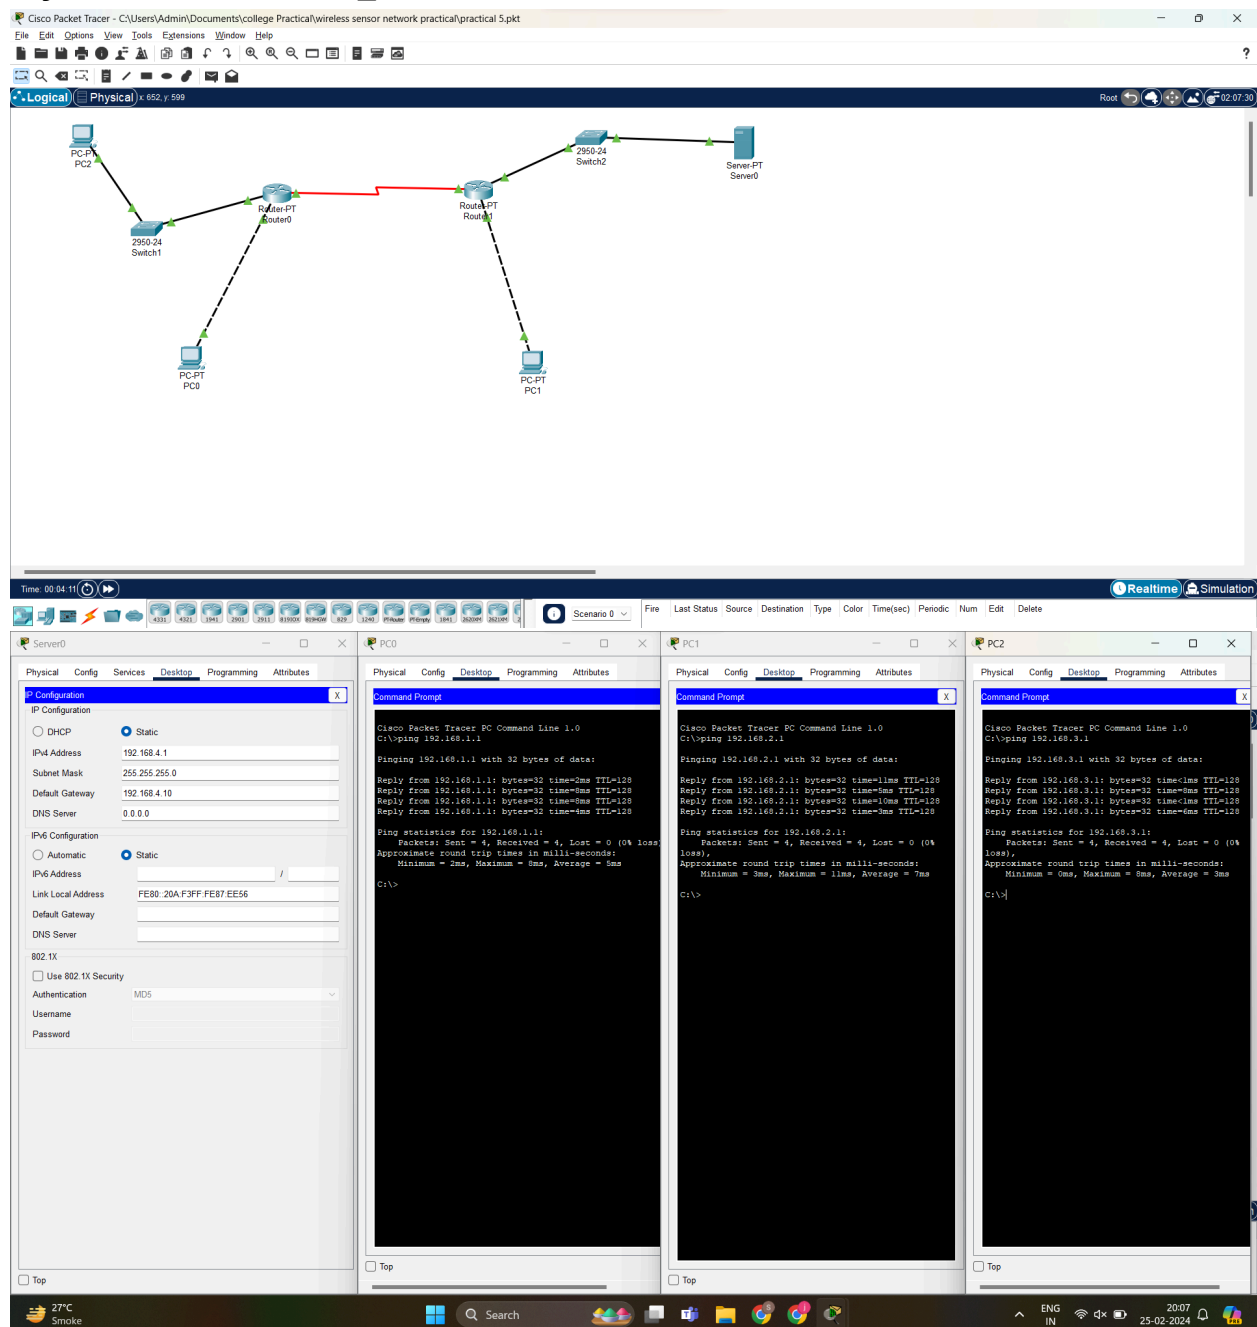 Cisco Packet Tracer - C:\Users\Admin\Documents\college Practical\wireless sensor network practical\practical 5.pkt
File Edit Options View Tools Extensions Window Help
?
Logical Physical x: 652, y: 599 Root 02:07:30
PC-PT
PC2
2950-24
Switch1
Router-PT
Router0
PC-PT
PC0
Router-PT
Router1
2950-24
Switch2
Server-PT
Server0
PC-PT
PC1
Time: 00:04:11 Realtime Simulation
4331 4321 1941 2901 2911 819IOX 819HGW 829 1240 PT-Router PT-Empty 1841 2620XM 2621XM
Scenario 0 Fire Last Status Source Destination Type Color Time(sec) Periodic Num Edit Delete
Server0
Physical Config Services Desktop Programming Attributes
IP Configuration X
IP Configuration
DHCP Static
IPv4 Address 192.168.4.1
Subnet Mask 255.255.255.0
Default Gateway 192.168.4.10
DNS Server 0.0.0.0
IPv6 Configuration
Automatic Static
IPv6 Address /
Link Local Address FE80::20A:F3FF:FE87:EE56
Default Gateway
DNS Server
802.1X
Use 802.1X Security
Authentication MD5
Username
Password
Top
PC0
Physical Config Desktop Programming Attributes
Command Prompt
Cisco Packet Tracer PC Command Line 1.0
C:\>ping 192.168.1.1
Pinging 192.168.1.1 with 32 bytes of data:
Reply from 192.168.1.1: bytes=32 time=2ms TTL=128
Reply from 192.168.1.1: bytes=32 time=8ms TTL=128
Reply from 192.168.1.1: bytes=32 time=8ms TTL=128
Reply from 192.168.1.1: bytes=32 time=4ms TTL=128
Ping statistics for 192.168.1.1:
Packets: Sent = 4, Received = 4, Lost = 0 (0% loss)
Approximate round trip times in milli-seconds:
Minimum = 2ms, Maximum = 8ms, Average = 5ms
C:\>
Top
PC1
Physical Config Desktop Programming Attributes
Command Prompt X
Cisco Packet Tracer PC Command Line 1.0
C:\>ping 192.168.2.1
Pinging 192.168.2.1 with 32 bytes of data:
Reply from 192.168.2.1: bytes=32 time=11ms TTL=128
Reply from 192.168.2.1: bytes=32 time=5ms TTL=128
Reply from 192.168.2.1: bytes=32 time=10ms TTL=128
Reply from 192.168.2.1: bytes=32 time=3ms TTL=128
Ping statistics for 192.168.2.1:
Packets: Sent = 4, Received = 4, Lost = 0 (0%
loss),
Approximate round trip times in milli-seconds:
Minimum = 3ms, Maximum = 11ms, Average = 7ms
C:\>
Top
PC2
Physical Config Desktop Programming Attributes
Command Prompt X
Cisco Packet Tracer PC Command Line 1.0
C:\>ping 192.168.3.1
Pinging 192.168.3.1 with 32 bytes of data:
Reply from 192.168.3.1: bytes=32 time<1ms TTL=128
Reply from 192.168.3.1: bytes=32 time=8ms TTL=128
Reply from 192.168.3.1: bytes=32 time<1ms TTL=128
Reply from 192.168.3.1: bytes=32 time=6ms TTL=128
Ping statistics for 192.168.3.1:
Packets: Sent = 4, Received = 4, Lost = 0 (0%
loss),
Approximate round trip times in milli-seconds:
Minimum = 0ms, Maximum = 8ms, Average = 3ms
C:\>
Top
27°C
Smoke
Search
ENG
IN
20:07
25-02-2024